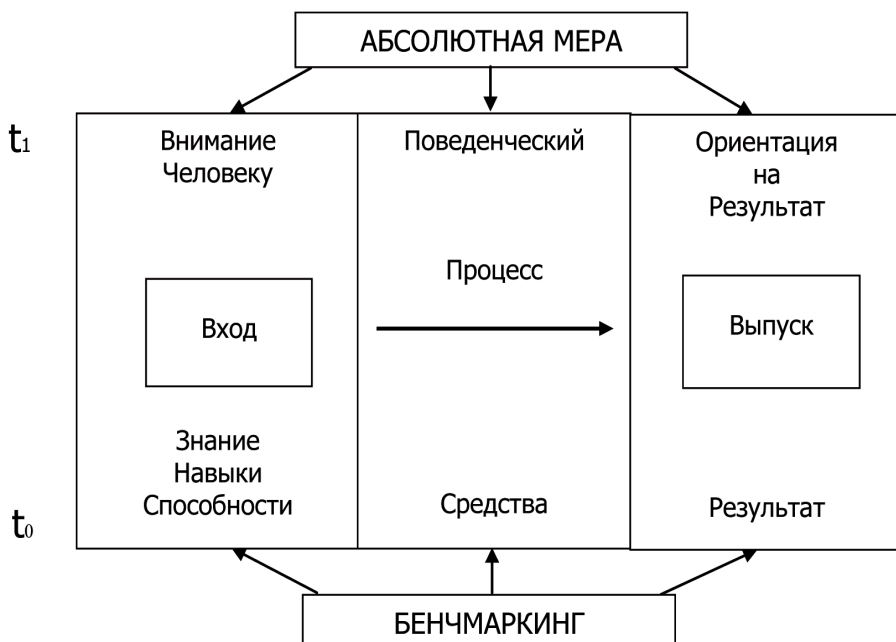 АБСОЛЮТНАЯ МЕРА
t1
Внимание
Человеку
Поведенческий
Ориентация
на
Результат
Процесс
Вход
Выпуск
Знание
Навыки
Способности
Средства
Результат
t0
БЕНЧМАРКИНГ